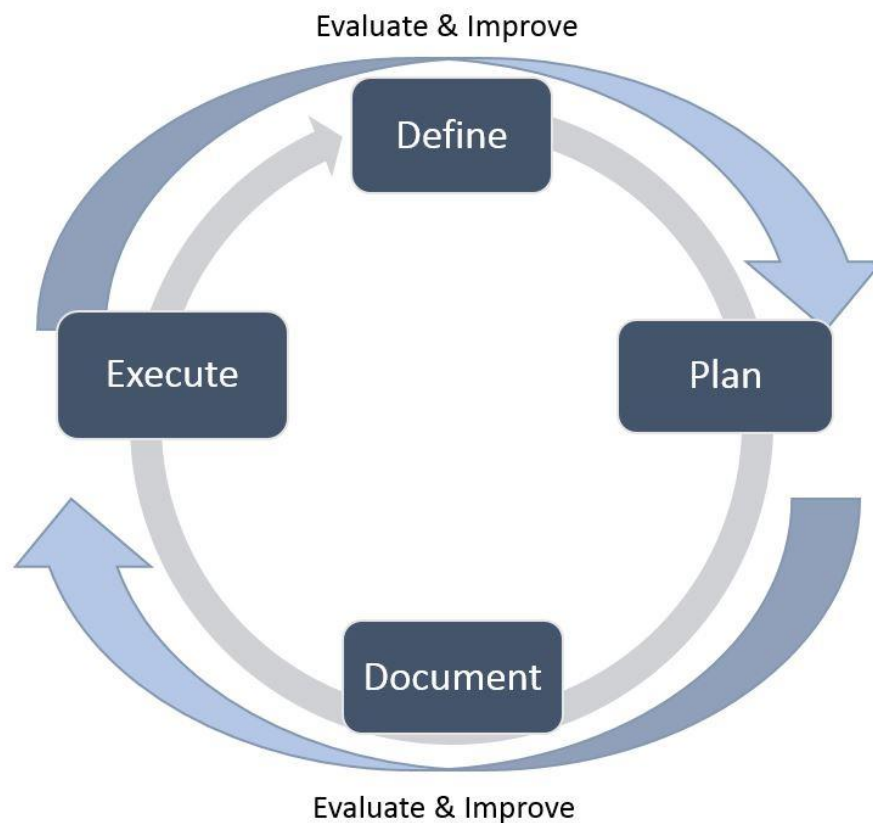 Evaluate & Improve
Define
Execute
Plan
Document
Evaluate & Improve